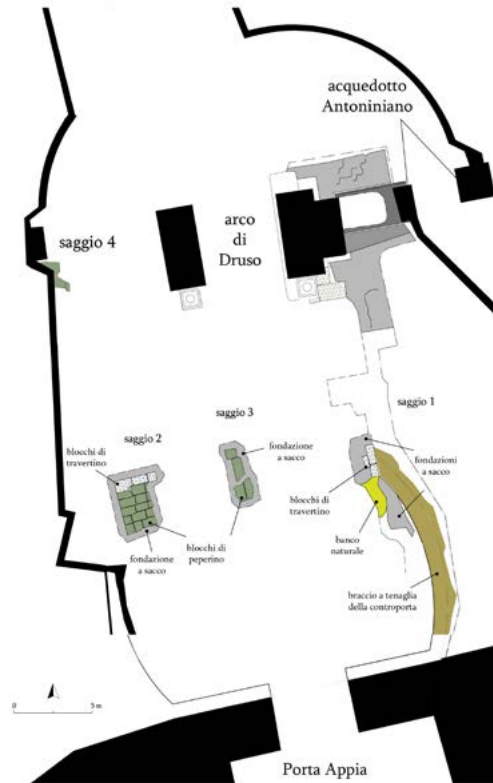 acquedotto
Antoniniano
arco
di
Druso
saggio 4
saggio 1
saggio 3
saggio 2
fondazione
a sacco
blocchi di
travertino
fondazioni
a sacco
blocchi di
travertino
blocchi di
peperino
fondazione
a sacco
banco
naturale
braccio a tenaglia
della controporta
5 m
Porta Appia